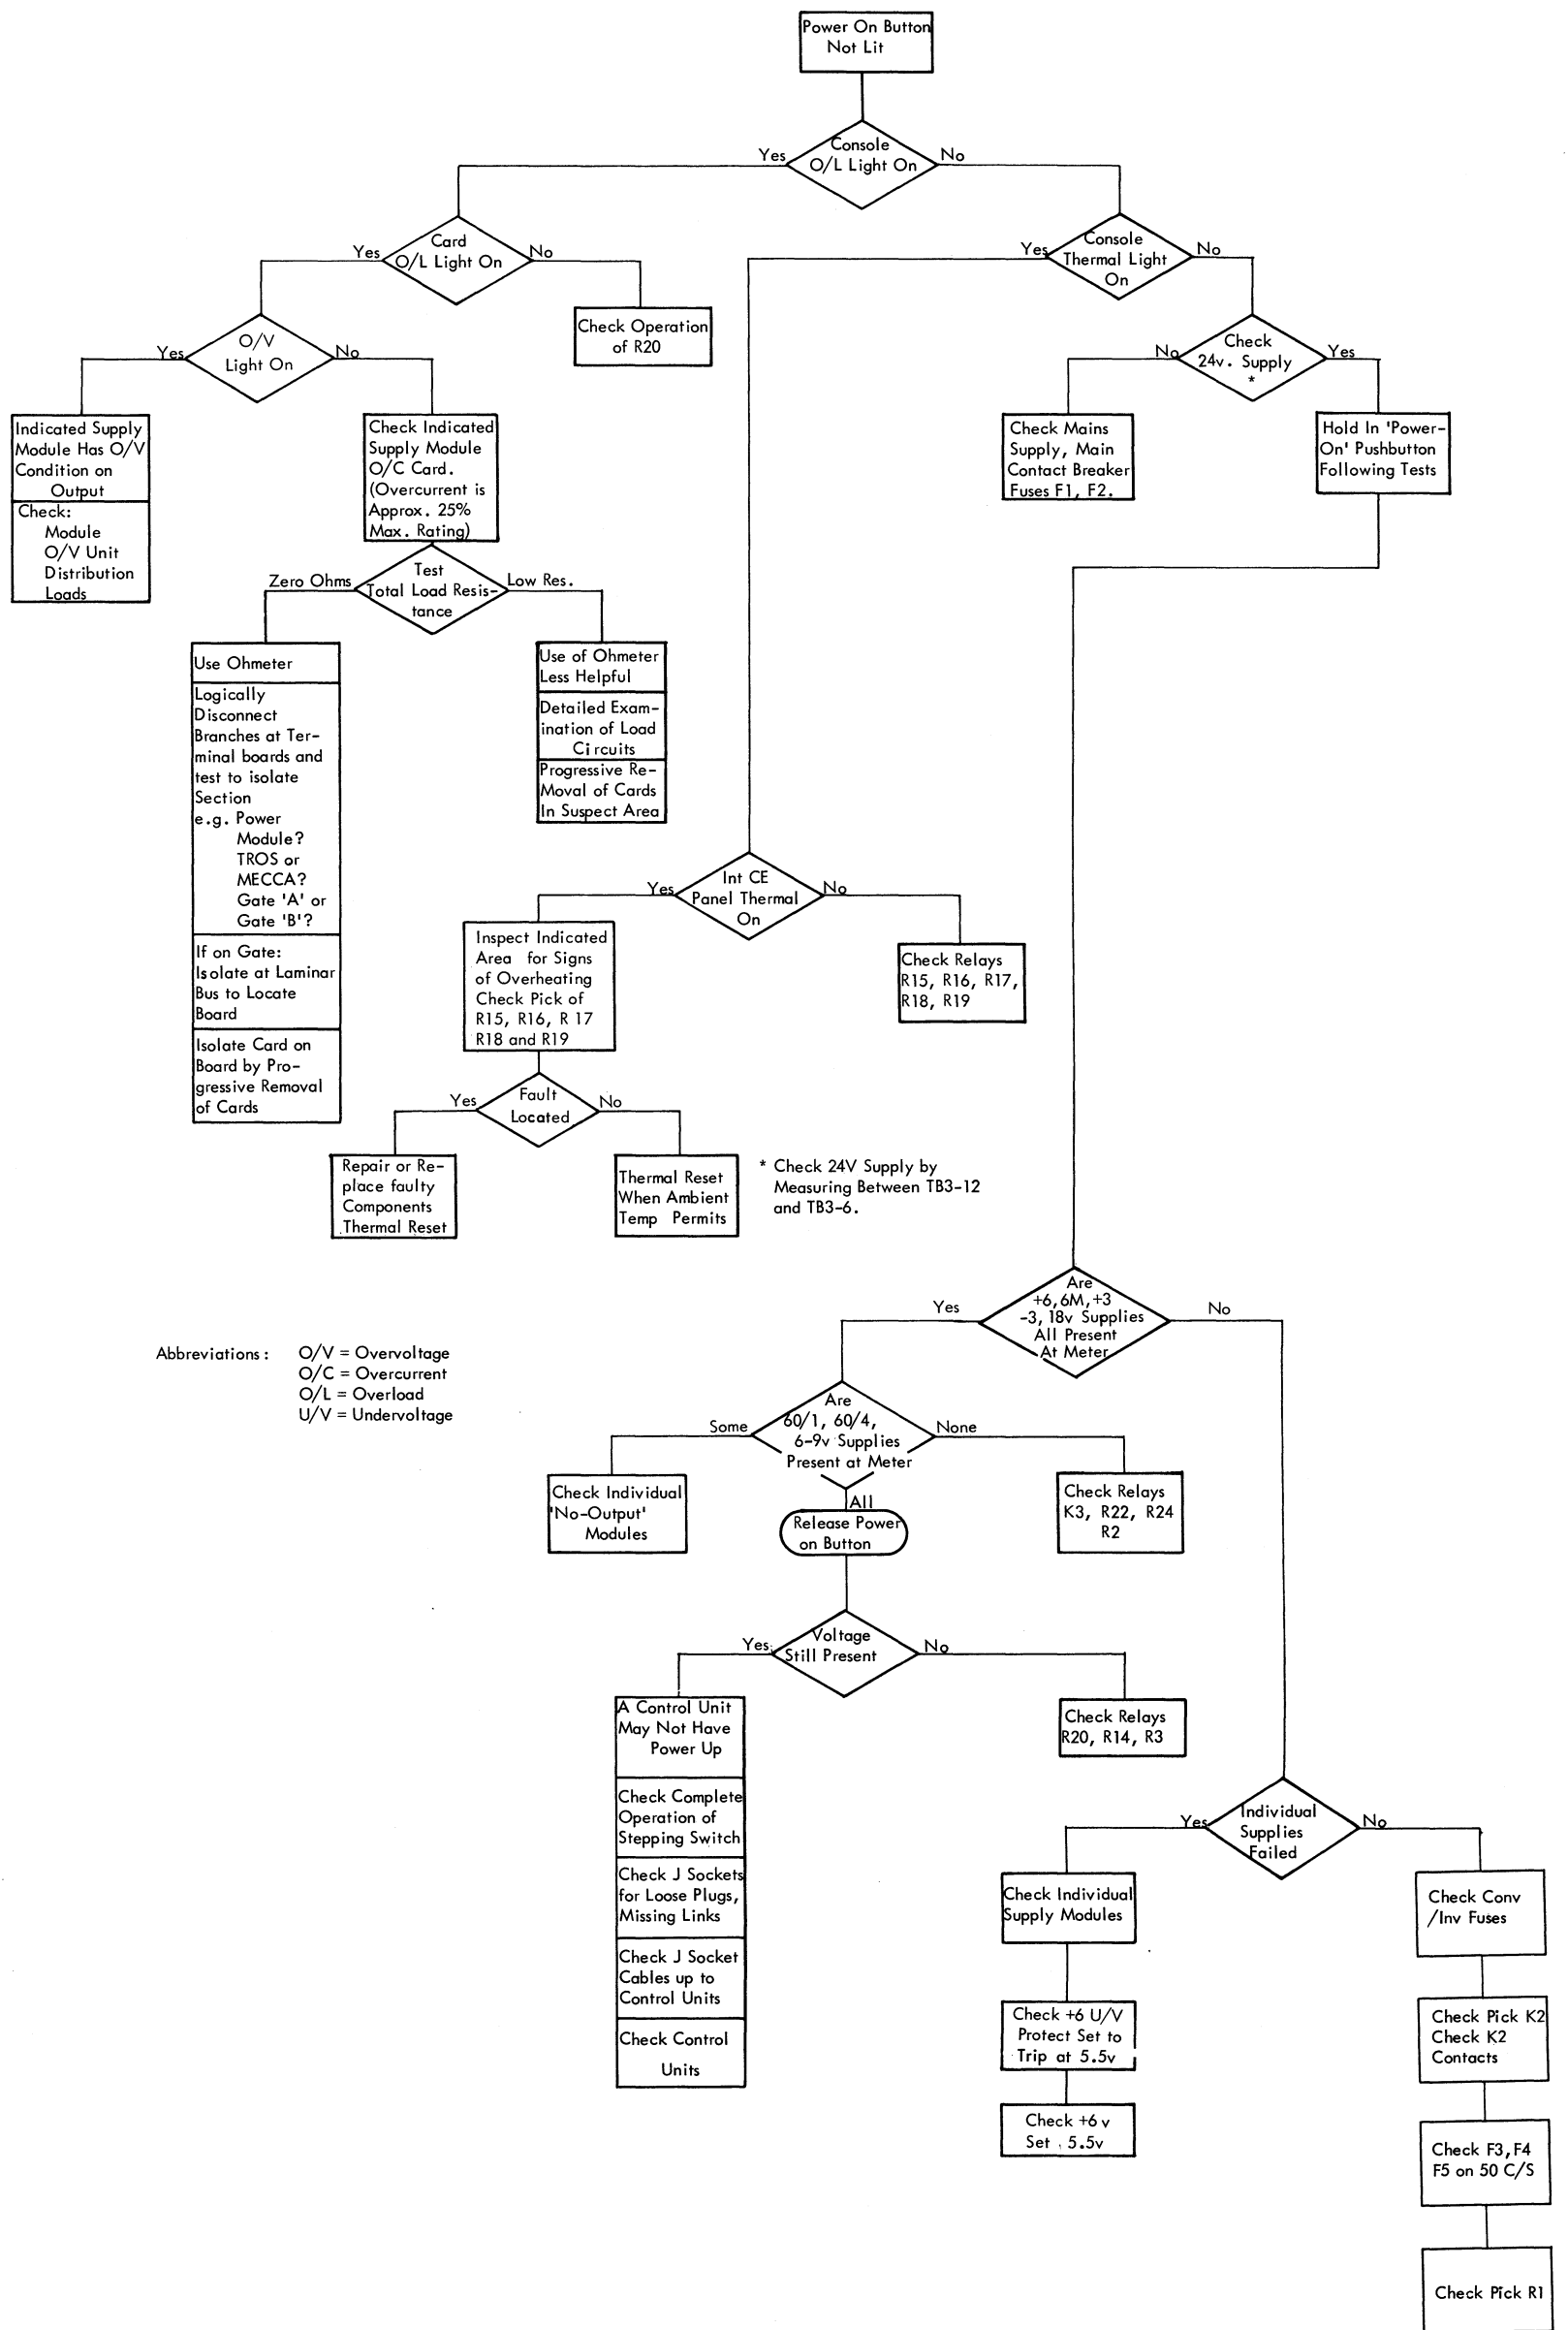 Power On Button
Not Lit
Console
O/L Light On
Yes
No
Card
O/L Light On
Yes
No
Console
Thermal Light
On
Yes
No
O/V
Light On
Yes
No
Check Operation
of R20
Check
24v. Supply
*
No
Yes
Indicated Supply
Module Has O/V
Condition on
Output
Check:
Module
O/V Unit
Distribution
Loads
Check Indicated
Supply Module
O/C Card.
(Overcurrent is
Approx. 25%
Max. Rating)
Check Mains
Supply, Main
Contact Breaker
Fuses F1, F2.
Hold In 'Power-
On' Pushbutton
Following Tests
Test
Total Load Resis-
tance
Zero Ohms
Low Res.
Use Ohmeter
Logically
Disconnect
Branches at Ter-
minal boards and
test to isolate
Section
e.g. Power
Module?
TROS or
MECCA?
Gate 'A' or
Gate 'B'?
If on Gate:
Isolate at Laminar
Bus to Locate
Board
Isolate Card on
Board by Pro-
gressive Removal
of Cards
Use of Ohmeter
Less Helpful
Detailed Exam-
ination of Load
Circuits
Progressive Re-
Moval of Cards
In Suspect Area
Int CE
Panel Thermal
On
Yes
No
Inspect Indicated
Area for Signs
of Overheating
Check Pick of
R15, R16, R 17
R18 and R19
Check Relays
R15, R16, R17,
R18, R19
Fault
Located
Yes
No
Repair or Re-
place faulty
Components
Thermal Reset
Thermal Reset
When Ambient
Temp Permits
* Check 24V Supply by
Measuring Between TB3-12
and TB3-6.
Are
+6,6M,+3
-3,18v Supplies
All Present
At Meter
Yes
No
Abbreviations:
O/V = Overvoltage
O/C = Overcurrent
O/L = Overload
U/V = Undervoltage
Are
60/1, 60/4,
6-9v Supplies
Present at Meter
Some
None
All
Check Individual
'No-Output'
Modules
Check Relays
K3, R22, R24
R2
Release Power
on Button
Voltage
Still Present
Yes
No
A Control Unit
May Not Have
Power Up
Check Complete
Operation of
Stepping Switch
Check J Sockets
for Loose Plugs,
Missing Links
Check J Socket
Cables up to
Control Units
Check Control
Units
Check Relays
R20, R14, R3
Individual
Supplies
Failed
Yes
No
Check Individual
Supply Modules
Check +6 U/V
Protect Set to
Trip at 5.5v
Check +6 v
Set 5.5v
Check Conv
/Inv Fuses
Check Pick K2
Check K2
Contacts
Check F3,F4
F5 on 50 C/S
Check Pick R1